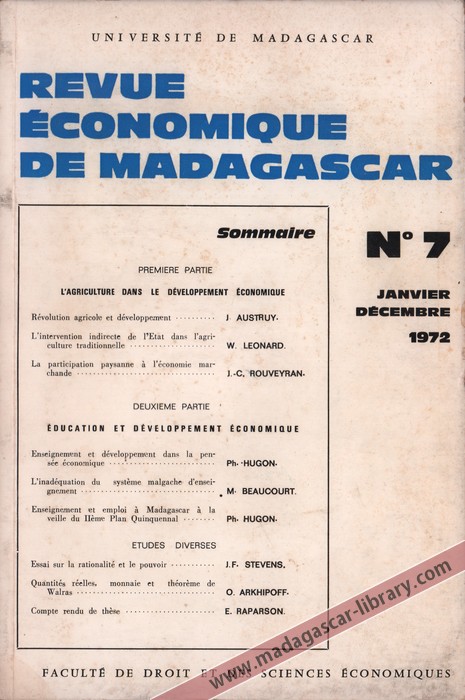 UNIVERSITÉ DE MADAGASCAR
REVUE
ÉCONOMIQUE
DE MADAGASCAR
Sommaire
N° 7
JANVIER
DÉCEMBRE
1972
PREMIERE PARTIE
L'AGRICULTURE DANS LE DÉVELOPPEMENT ÉCONOMIQUE
Révolution agricole et développement .......... J. AUSTRUY.
L'intervention indirecte de l'Etat dans l'agri-
culture traditionnelle .................... W. LEONARD.
La participation paysanne à l'économie mar-
chande .............................. J.-C. ROUVEYRAN.
DEUXIEME PARTIE
ÉDUCATION ET DÉVELOPPEMENT ÉCONOMIQUE
Enseignement et développement dans la pen-
sée économique ........................ Ph. HUGON.
L'inadéquation du système malgache d'ensei-
gnement .............................. M. BEAUCOURT.
Enseignement et emploi à Madagascar à la
veille du IIème Plan Quinquennal ........ Ph. HUGON.
ETUDES DIVERSES
Essai sur la rationalité et le pouvoir .......... J.F. STEVENS.
Quantités réelles, monnaie et théorème de
Walras .............................. O. ARKHIPOFF.
Compte rendu de thèse .................... E. RAPARSON.
FACULTÉ DE DROIT ET DES SCIENCES ÉCONOMIQUES
www.madagascar-library.com